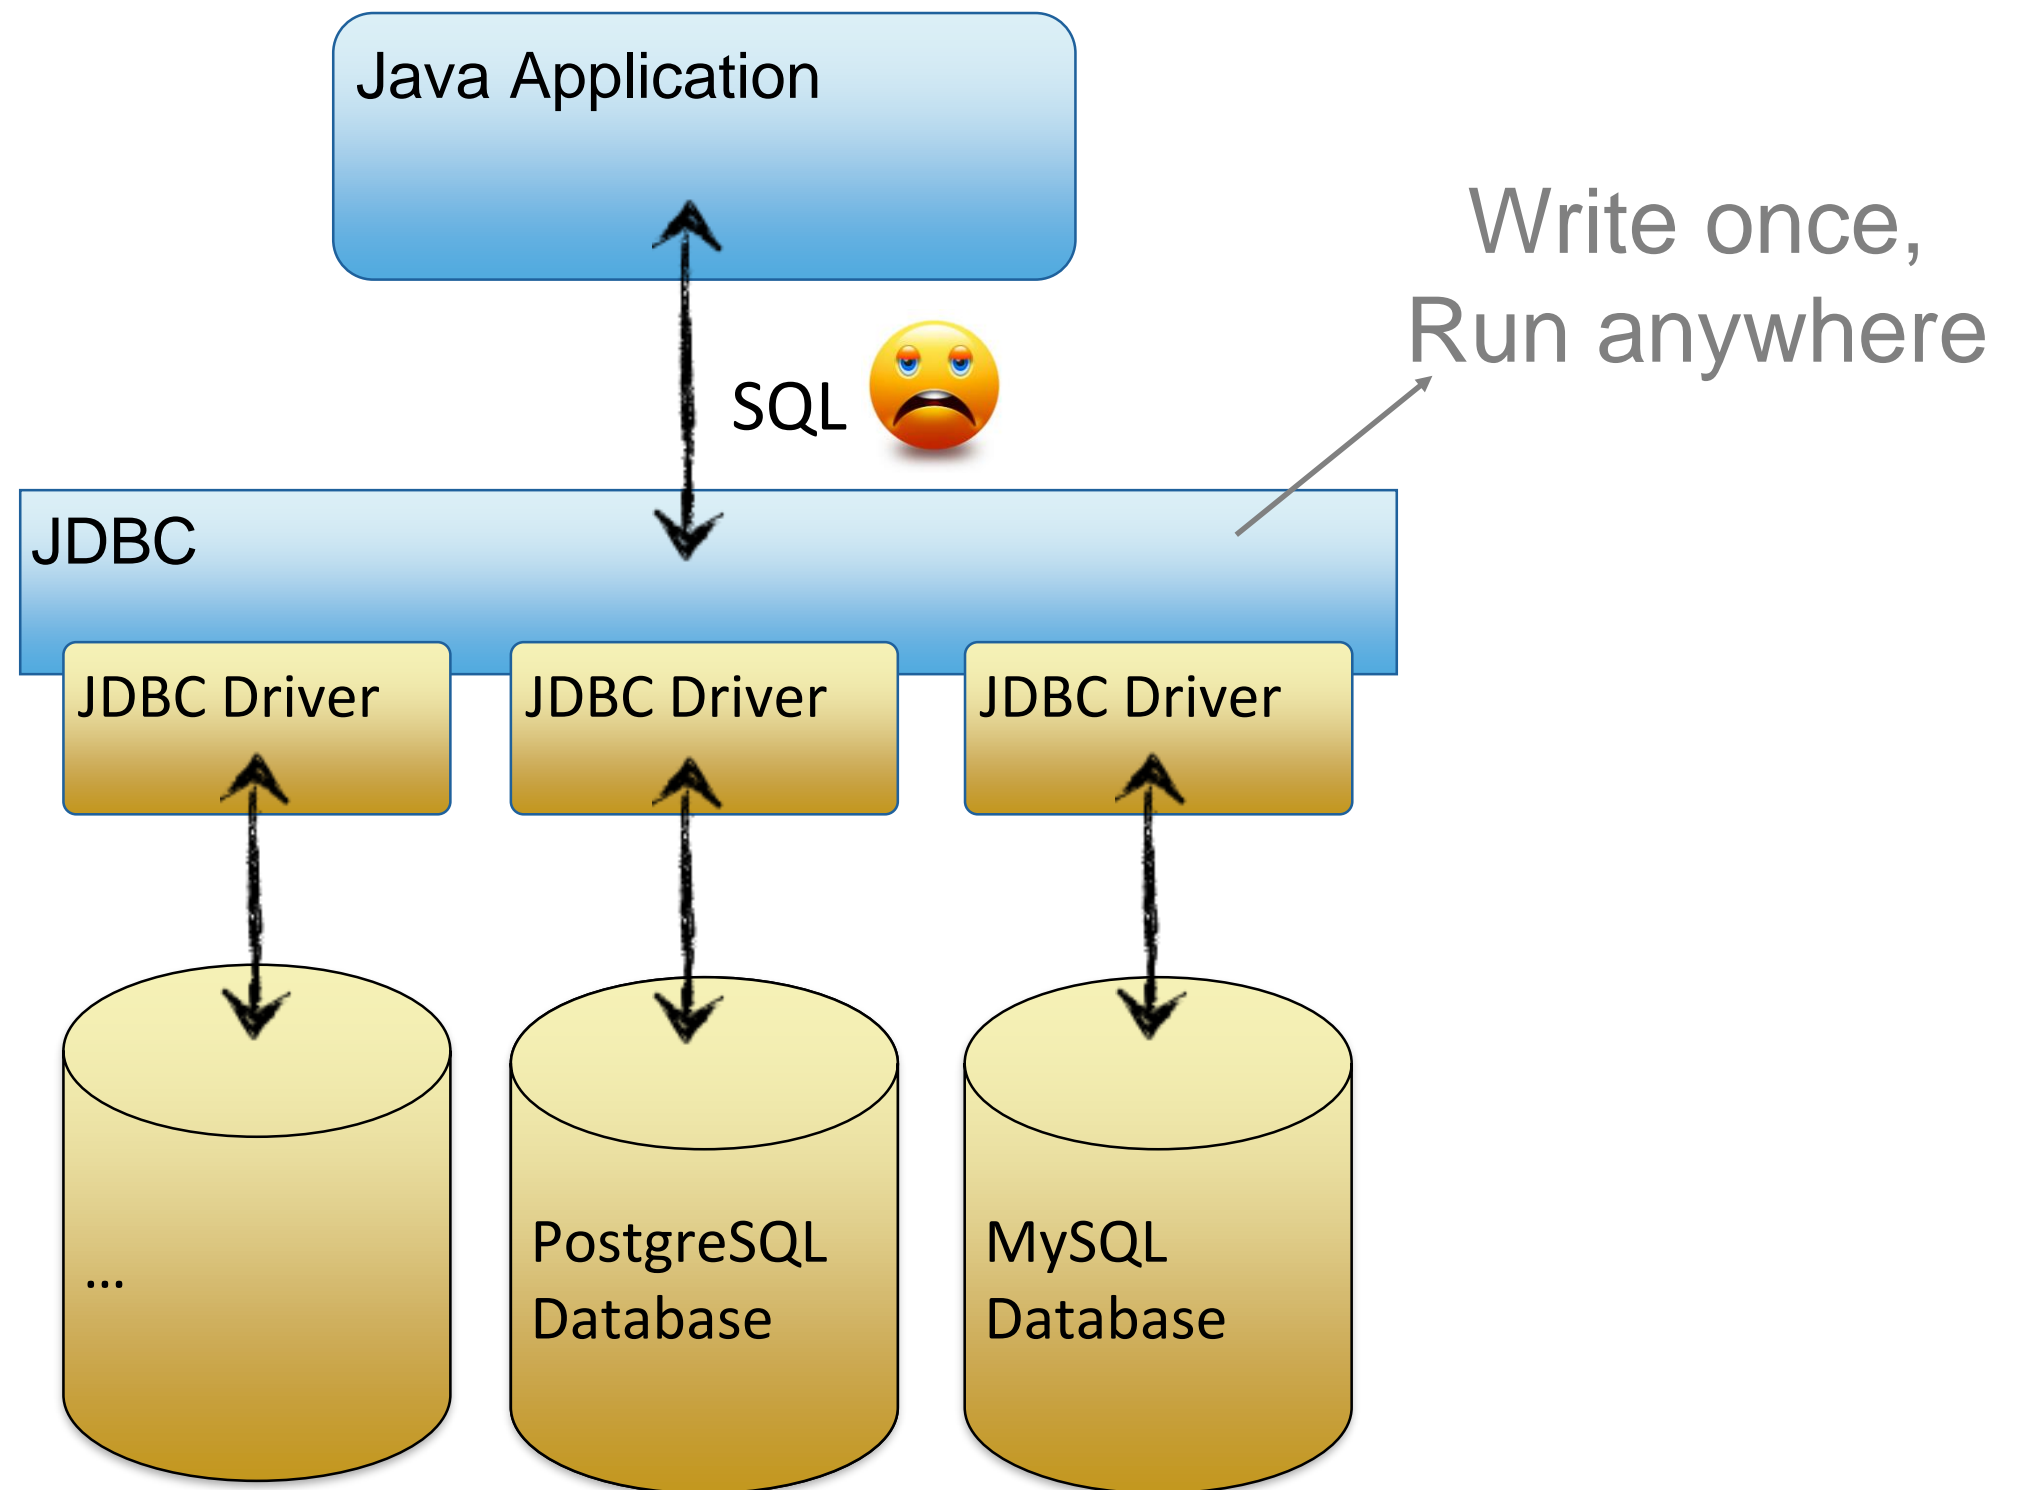 Java Application
Write once,
Run anywhere
SQL
JDBC
JDBC Driver
JDBC Driver
JDBC Driver
...
PostgreSQL
Database
MySQL
Database